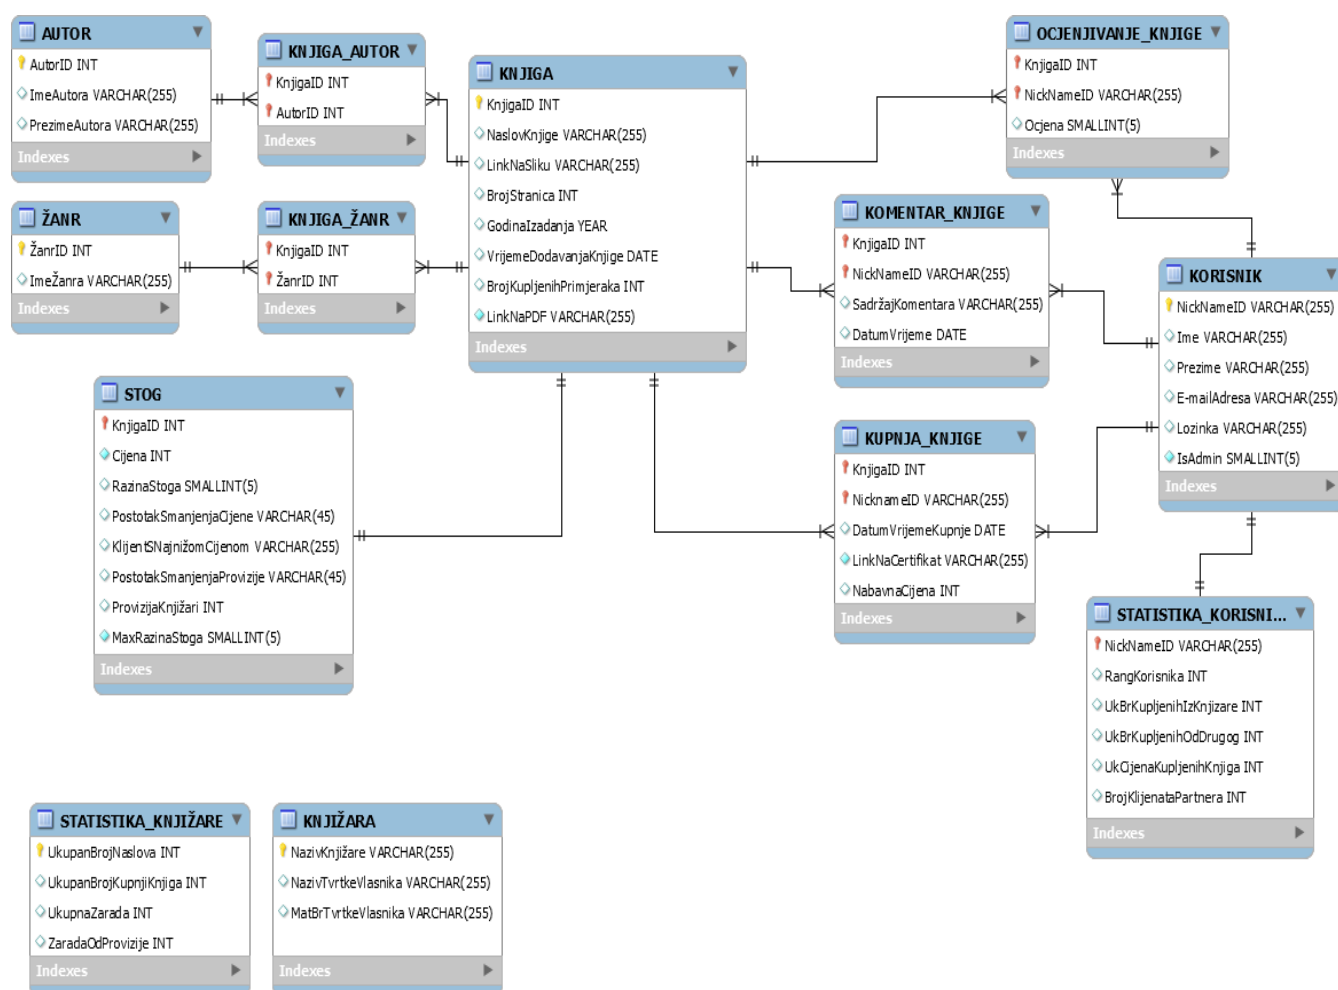 AUTOR
AutorID INT
ImeAutora VARCHAR(255)
PrezimeAutora VARCHAR(255)
Indexes
KNJIGA_AUTOR
KnjigaID INT
AutorID INT
Indexes
KNJIGA
KnjigaID INT
NaslovKnjige VARCHAR(255)
LinkNaSliku VARCHAR(255)
BrojStranica INT
GodinaIzadanja YEAR
VrijemeDodavanjaKnjige DATE
BrojKupljenihPrimjeraka INT
LinkNaPDF VARCHAR(255)
Indexes
OCJENJIVANJE_KNJIGE
KnjigaID INT
NickNameID VARCHAR(255)
Ocjena SMALLINT(5)
Indexes
ŽANR
ŽanrID INT
ImeŽanra VARCHAR(255)
Indexes
KNJIGA_ŽANR
KnjigaID INT
ŽanrID INT
Indexes
KOMENTAR_KNJIGE
KnjigaID INT
NickNameID VARCHAR(255)
SadržajKomentara VARCHAR(255)
DatumVrijeme DATE
Indexes
KORISNIK
NickNameID VARCHAR(255)
Ime VARCHAR(255)
Prezime VARCHAR(255)
E-mailAdresa VARCHAR(255)
Lozinka VARCHAR(255)
IsAdmin SMALLINT(5)
Indexes
STOG
KnjigaID INT
Cijena INT
RazinaStoga SMALLINT(5)
PostotakSmanjenjaCijene VARCHAR(45)
KlijentSNajnižomCijenom VARCHAR(255)
PostotakSmanjenjaProvizije VARCHAR(45)
ProvizijaKnjižari INT
MaxRazinaStoga SMALLINT(5)
Indexes
KUPNJA_KNJIGE
KnjigaID INT
NicknameID VARCHAR(255)
DatumVrijemeKupnje DATE
LinkNaCertifikat VARCHAR(255)
NabavnaCijena INT
Indexes
STATISTIKA_KORISNI...
NickNameID VARCHAR(255)
RangKorisnika INT
UkBrKupljenihIzKnjizare INT
UkBrKupljenihOdDrugog INT
UkCijenaKupljenihKnjiga INT
BrojKlijenataPartnera INT
Indexes
STATISTIKA_KNJIŽARE
UkupanBrojNaslova INT
UkupanBrojKupnjiKnjiga INT
UkupnaZarada INT
ZaradaOdProvizije INT
Indexes
KNJIŽARA
NazivKnjižare VARCHAR(255)
NazivTvrtkeVlasnika VARCHAR(255)
MatBrTvrtkeVlasnika VARCHAR(255)
Indexes